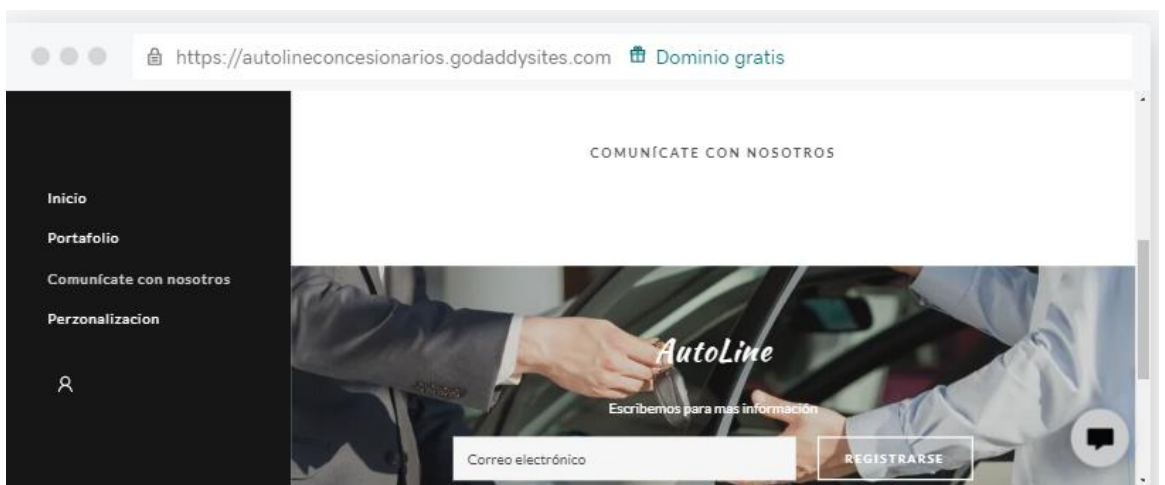 https://autolineconcesionarios.godaddysites.com Dominio gratis
COMUNÍCATE CON NOSOTROS
Inicio
Portafolio
Comunícate con nosotros
Perzonalizacion
AutoLine
Escribemos para mas información
Correo electrónico
REGISTRARSE